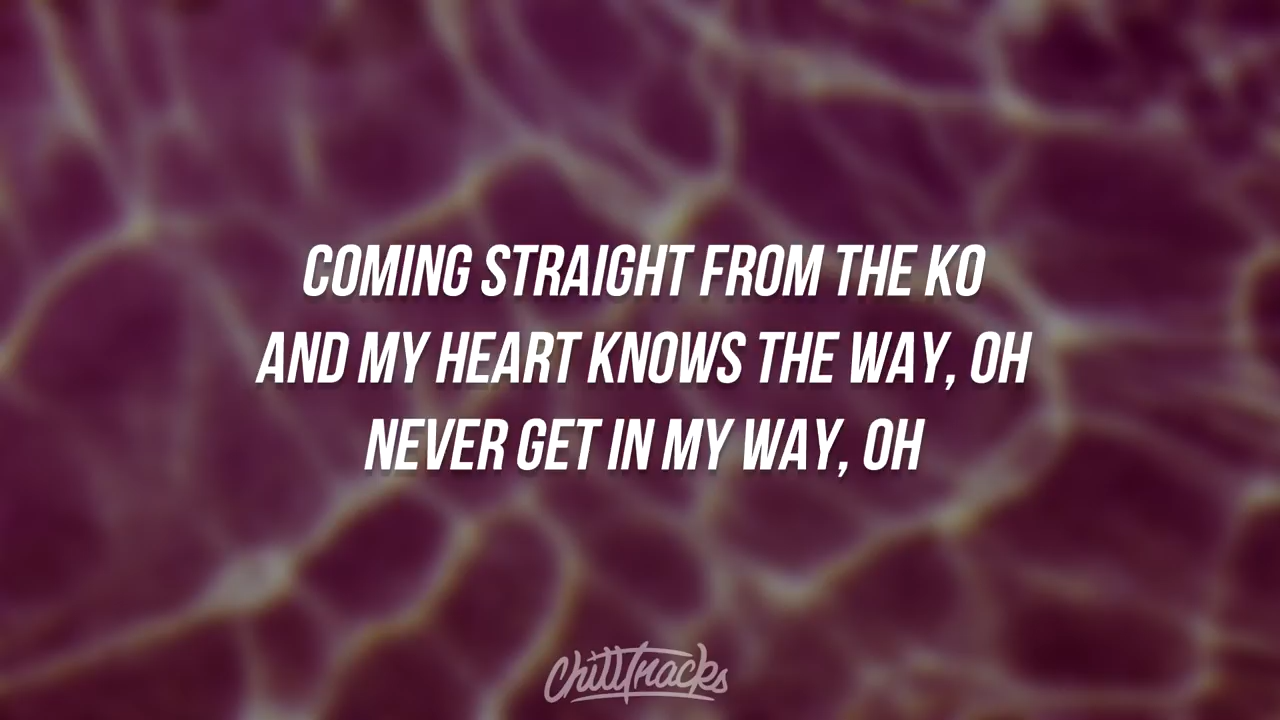 COMING STRAIGHT FROM THE KO
AND MY HEART KNOWS THE WAY, OH
NEVER GET IN MY WAY, OH
ChillTracks